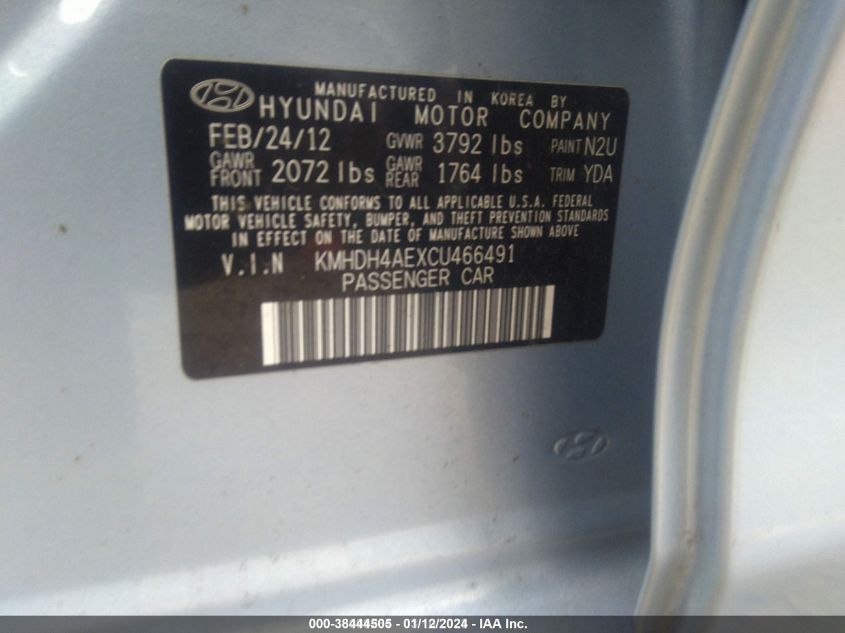 MANUFACTURED IN KOREA BY
HYUNDAI MOTOR COMPANY
FEB/24/12 GVWR 3792 lbs PAINT N2U
GAWR FRONT 2072 lbs GAWR REAR 1764 lbs TRIM YDA
THIS VEHICLE CONFORMS TO ALL APPLICABLE U.S.A. FEDERAL
MOTOR VEHICLE SAFETY, BUMPER, AND THEFT PREVENTION STANDARDS
IN EFFECT ON THE DATE OF MANUFACTURE SHOWN ABOVE
V.I.N KMHDH4AEXCU466491
PASSENGER CAR
000-38444505 - 01/12/2024 - IAA Inc.